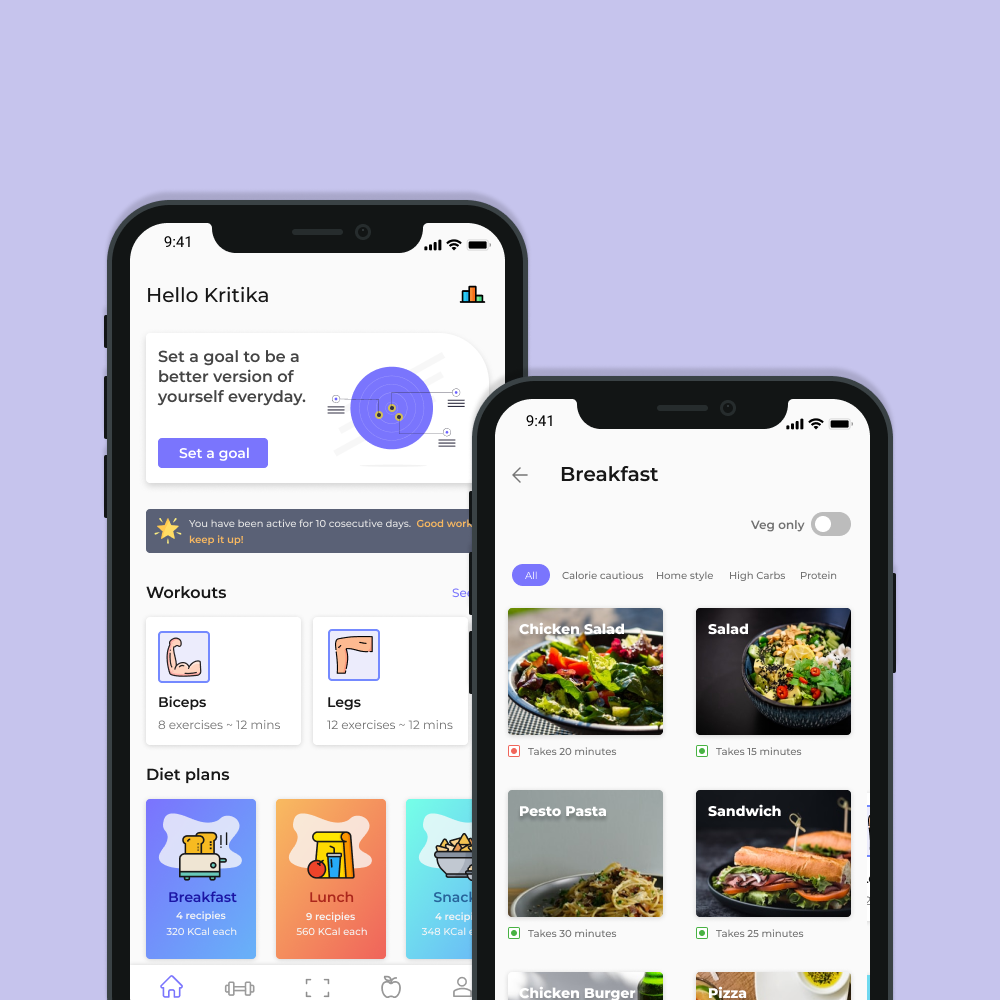 9:41
Hello Kritika
Set a goal to be a
better version of
yourself everyday.
Set a goal
You have been active for 10 cosecutive days. Good work
keep it up!
Workouts
See
Biceps
8 exercises ~ 12 mins
Legs
12 exercises ~ 12 mins
Diet plans
Breakfast
4 recipies
320 KCal each
Lunch
9 recipies
560 KCal each
Snack
4 recip
348 KCal e
9:41
Breakfast
Veg only
All
Calorie cautious
Home style
High Carbs
Protein
Chicken Salad
Takes 20 minutes
Salad
Takes 15 minutes
Pesto Pasta
Takes 30 minutes
Sandwich
Takes 25 minutes
Chicken Burger
Pizza